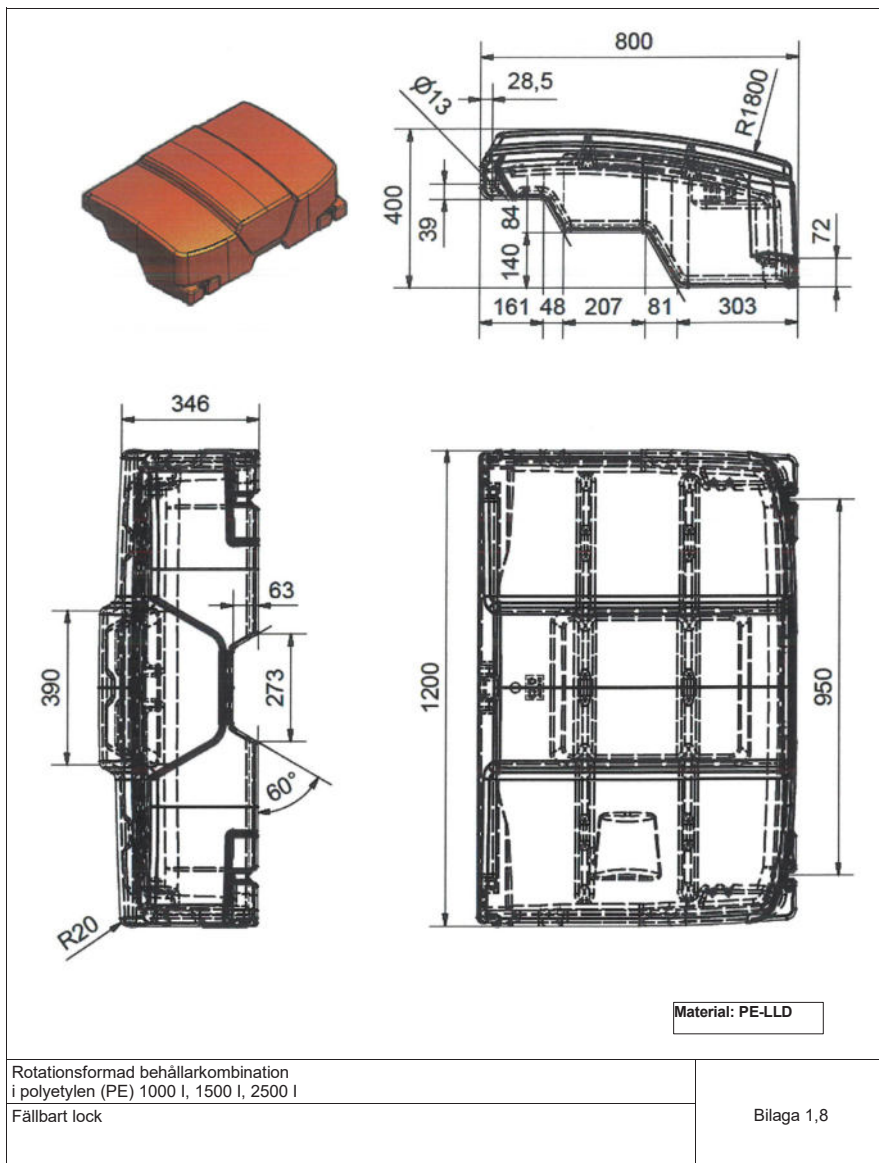 800
28,5
Ø13
R1800
400
39
84
140
72
161 48 207 81 303
346
63
390
273
60°
R20
1200
950
Material: PE-LLD
Rotationsformad behållarkombination
i polyetylen (PE) 1000 l, 1500 l, 2500 l
Fällbart lock
Bilaga 1,8